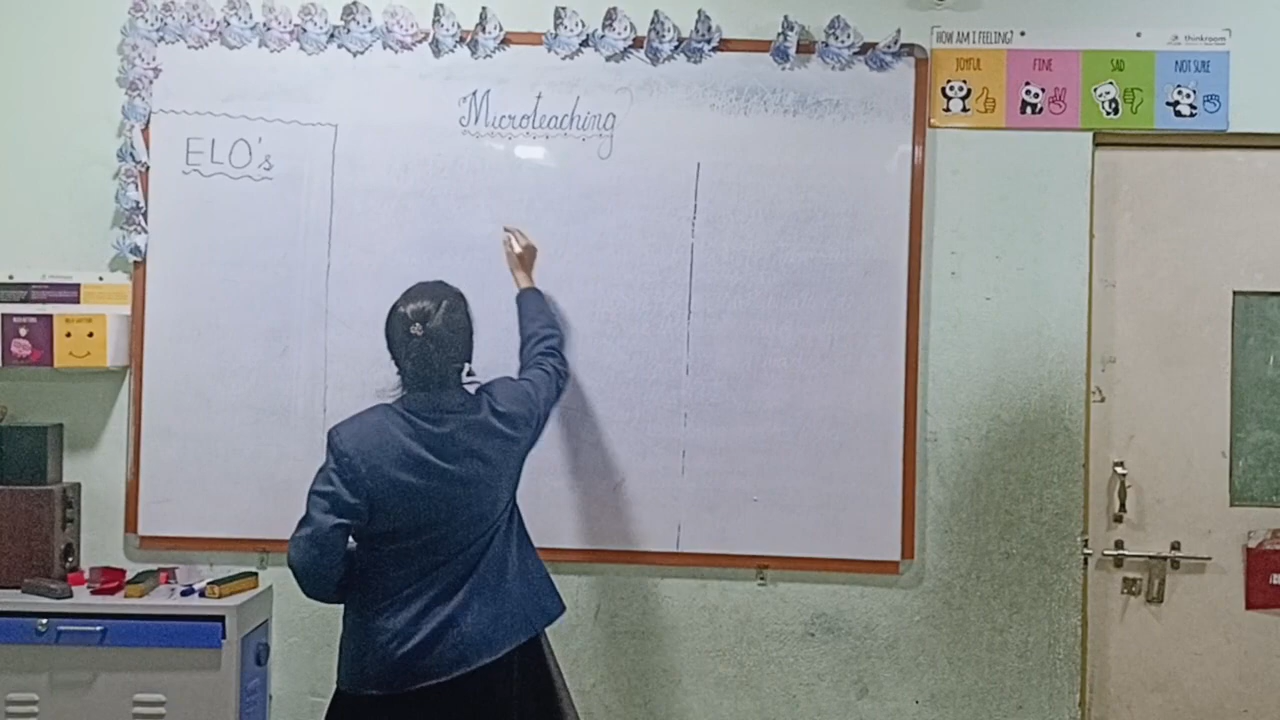 HOW AM I FEELING?
thinkroom
JOYFUL
FINE
SAD
NOT SURE
Microteaching
ELO's